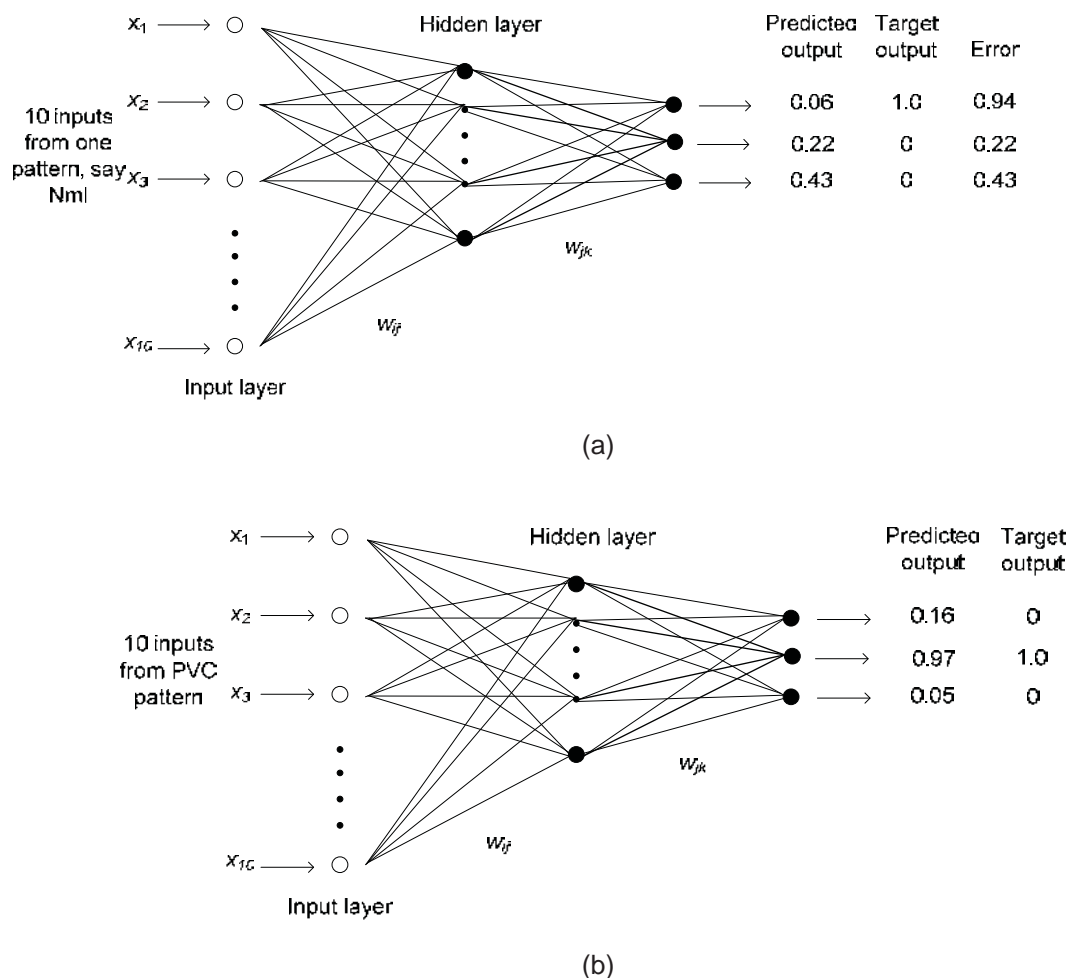 x1
Hidden layer
Predicted output
Target output
Error
x2
0.06 1.0 0.94
10 inputs from one pattern, say Nml
0.22 0 0.22
x3
0.43 0 0.43
wjk
wij
x10
Input layer
(a)
x1
Hidden layer
Predicted output
Target output
x2
0.16 0
10 inputs from PVC pattern
0.97 1.0
x3
0.05 0
wjk
wij
x10
Input layer
(b)